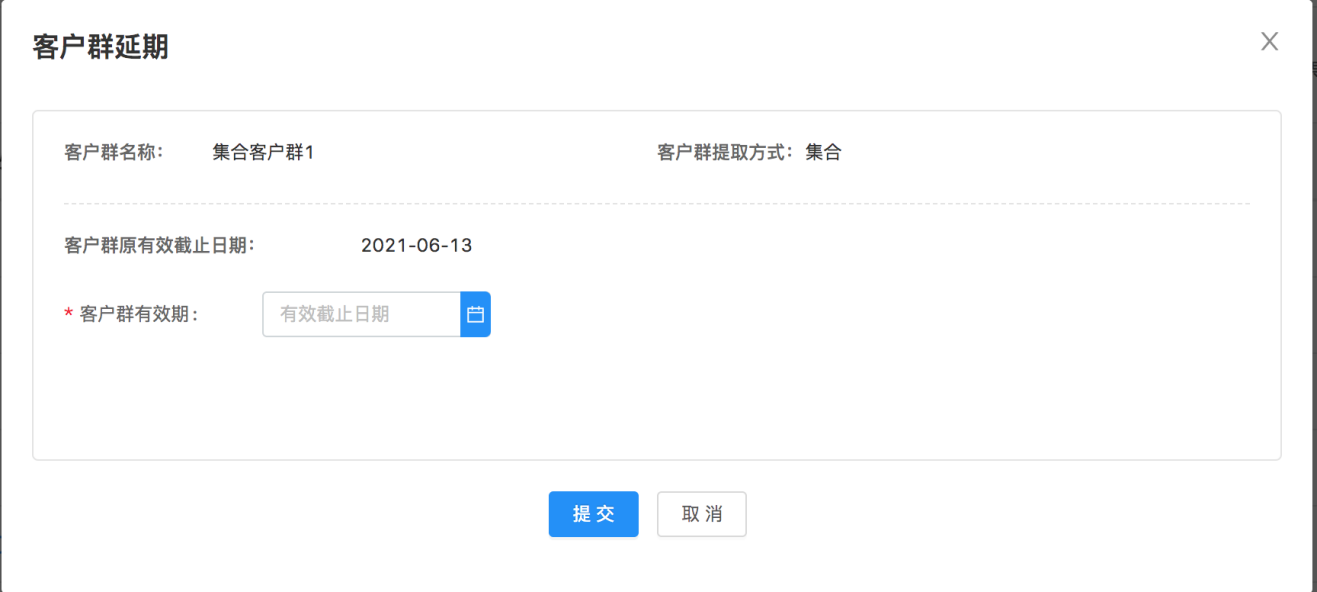 客户群延期
客户群名称： 集合客户群1 客户群提取方式： 集合
客户群原有效截止日期： 2021-06-13
* 客户群有效期： 有效截止日期
提 交 取 消